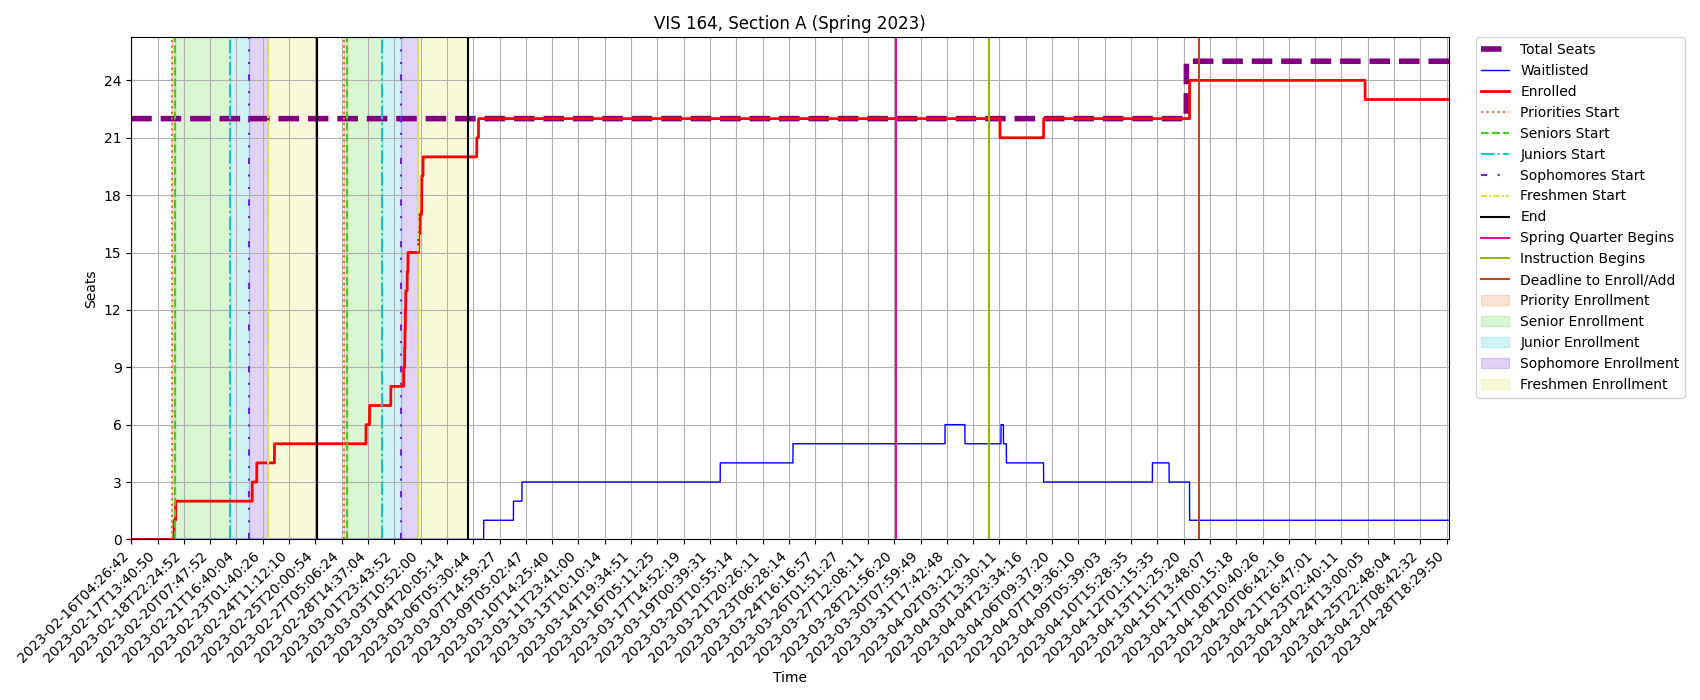 VIS 164, Section A (Spring 2023)
Seats
24
21
18
15
12
9
6
3
0
Total Seats
Waitlisted
Enrolled
Priorities Start
Seniors Start
Juniors Start
Sophomores Start
Freshmen Start
End
Spring Quarter Begins
Instruction Begins
Deadline to Enroll/Add
Priority Enrollment
Senior Enrollment
Junior Enrollment
Sophomore Enrollment
Freshmen Enrollment
2023-02-16T04:26:42
2023-02-17T13:40:50
2023-02-18T22:24:52
2023-02-20T07:47:52
2023-02-21T16:40:04
2023-02-23T01:40:26
2023-02-24T11:12:10
2023-02-25T20:00:54
2023-02-27T05:06:24
2023-02-28T14:37:04
2023-03-01T23:43:52
2023-03-03T10:52:00
2023-03-04T20:05:14
2023-03-06T05:30:44
2023-03-07T14:59:27
2023-03-09T05:02:47
2023-03-10T14:25:40
2023-03-11T23:41:00
2023-03-13T10:10:14
2023-03-14T19:34:51
2023-03-16T05:11:25
2023-03-17T14:52:19
2023-03-19T00:39:31
2023-03-20T10:55:14
2023-03-21T20:26:11
2023-03-23T06:28:14
2023-03-24T16:16:57
2023-03-26T01:51:27
2023-03-27T12:08:11
2023-03-28T21:56:20
2023-03-30T07:59:49
2023-03-31T17:42:48
2023-04-02T03:12:01
2023-04-03T13:30:11
2023-04-04T23:34:16
2023-04-06T09:37:20
2023-04-07T19:36:10
2023-04-09T05:39:03
2023-04-10T15:28:35
2023-04-12T01:15:35
2023-04-13T11:25:20
2023-04-15T13:48:07
2023-04-17T00:15:18
2023-04-18T10:40:26
2023-04-20T06:42:16
2023-04-21T16:47:01
2023-04-23T02:40:11
2023-04-24T13:00:05
2023-04-25T22:48:04
2023-04-27T08:42:32
2023-04-28T18:29:50
Time